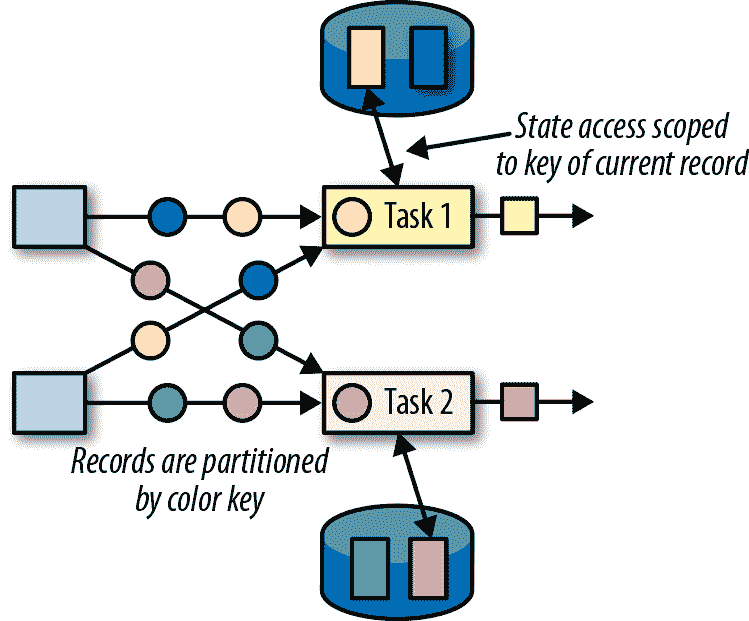 State access scoped
to key of current record
Task 1
Task 2
Records are partitioned
by color key